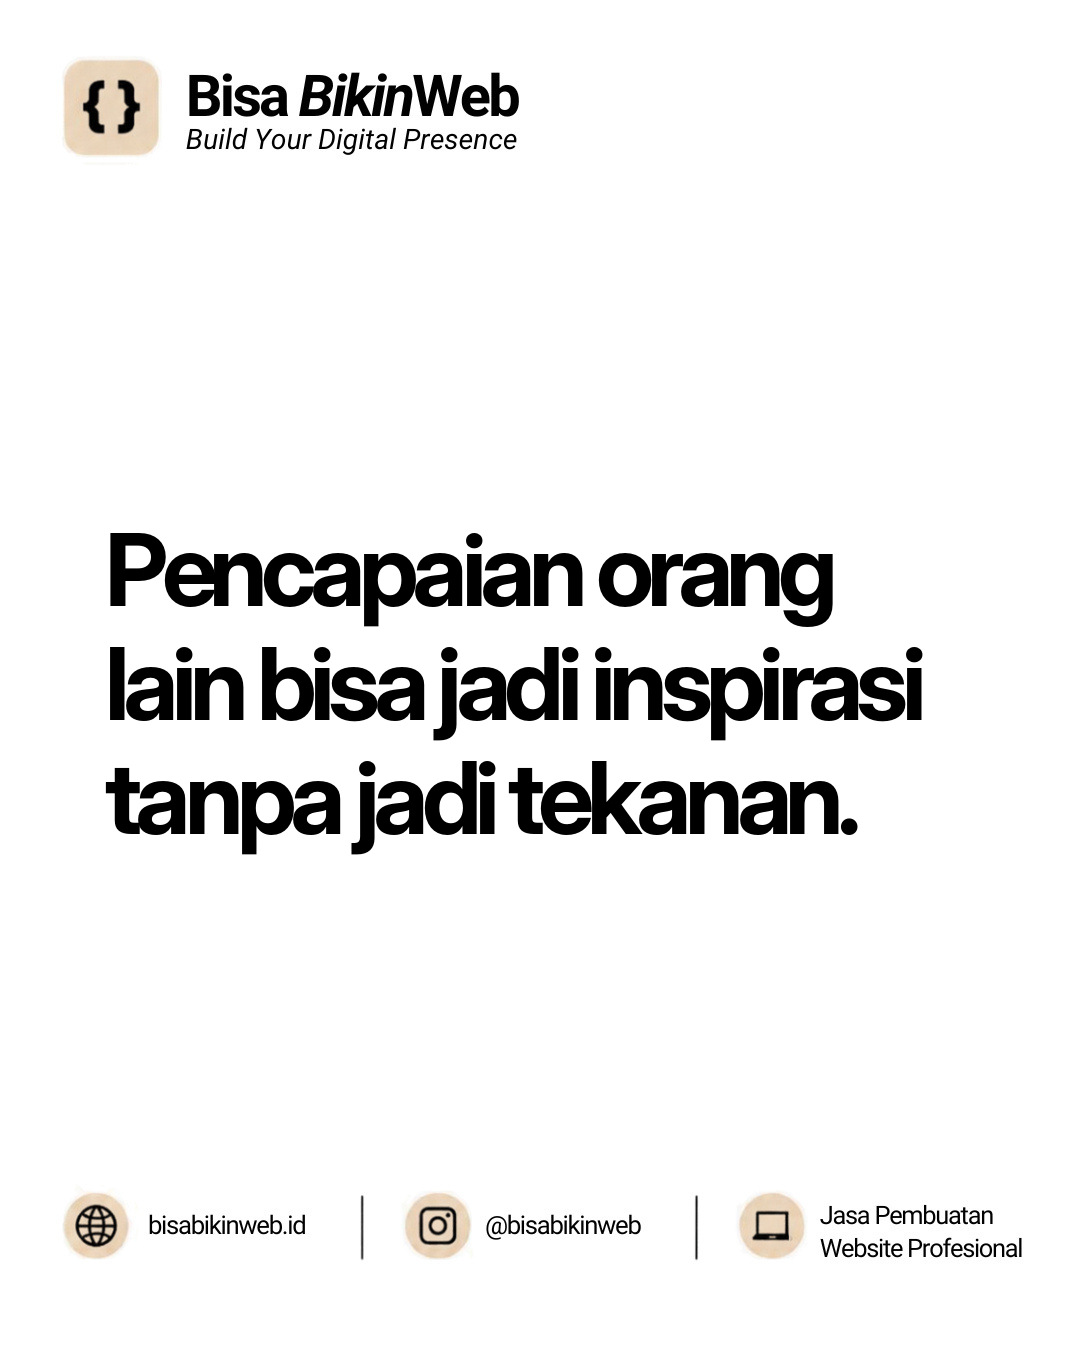 { }
Bisa BikinWeb
Build Your Digital Presence
Pencapaian orang
lain bisa jadi inspirasi
tanpa jadi tekanan.
bisabikinweb.id
@bisabikinweb
Jasa Pembuatan
Website Profesional